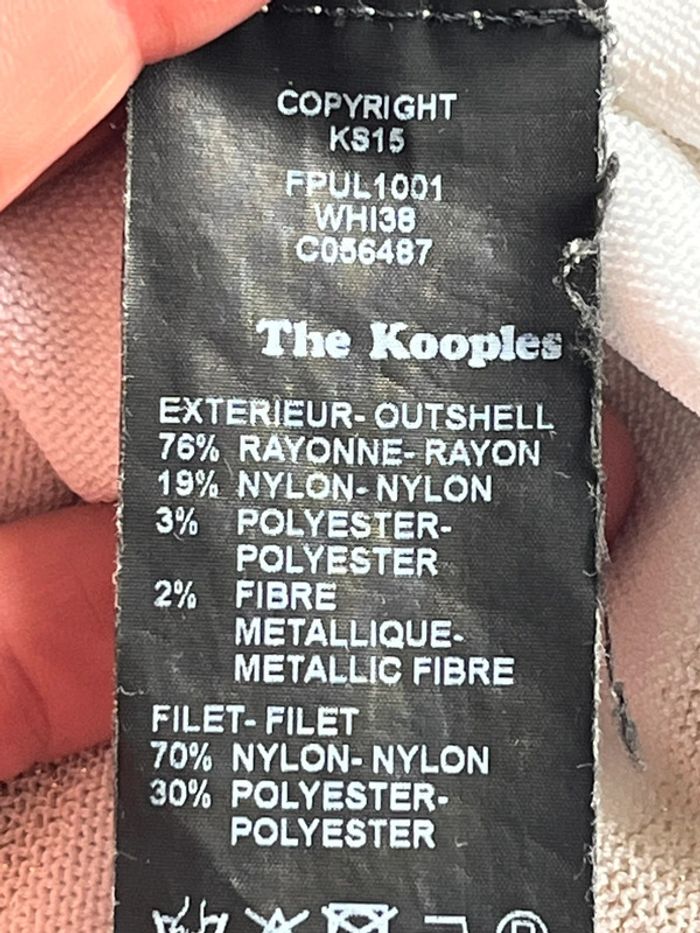 COPYRIGHT
KS15
FPUL1001
WHI38
C056487
The Kooples
EXTERIEUR- OUTSHELL
76% RAYONNE- RAYON
19% NYLON- NYLON
3% POLYESTER-
POLYESTER
2% FIBRE
METALLIQUE-
METALLIC FIBRE
FILET- FILET
70% NYLON- NYLON
30% POLYESTER-
POLYESTER